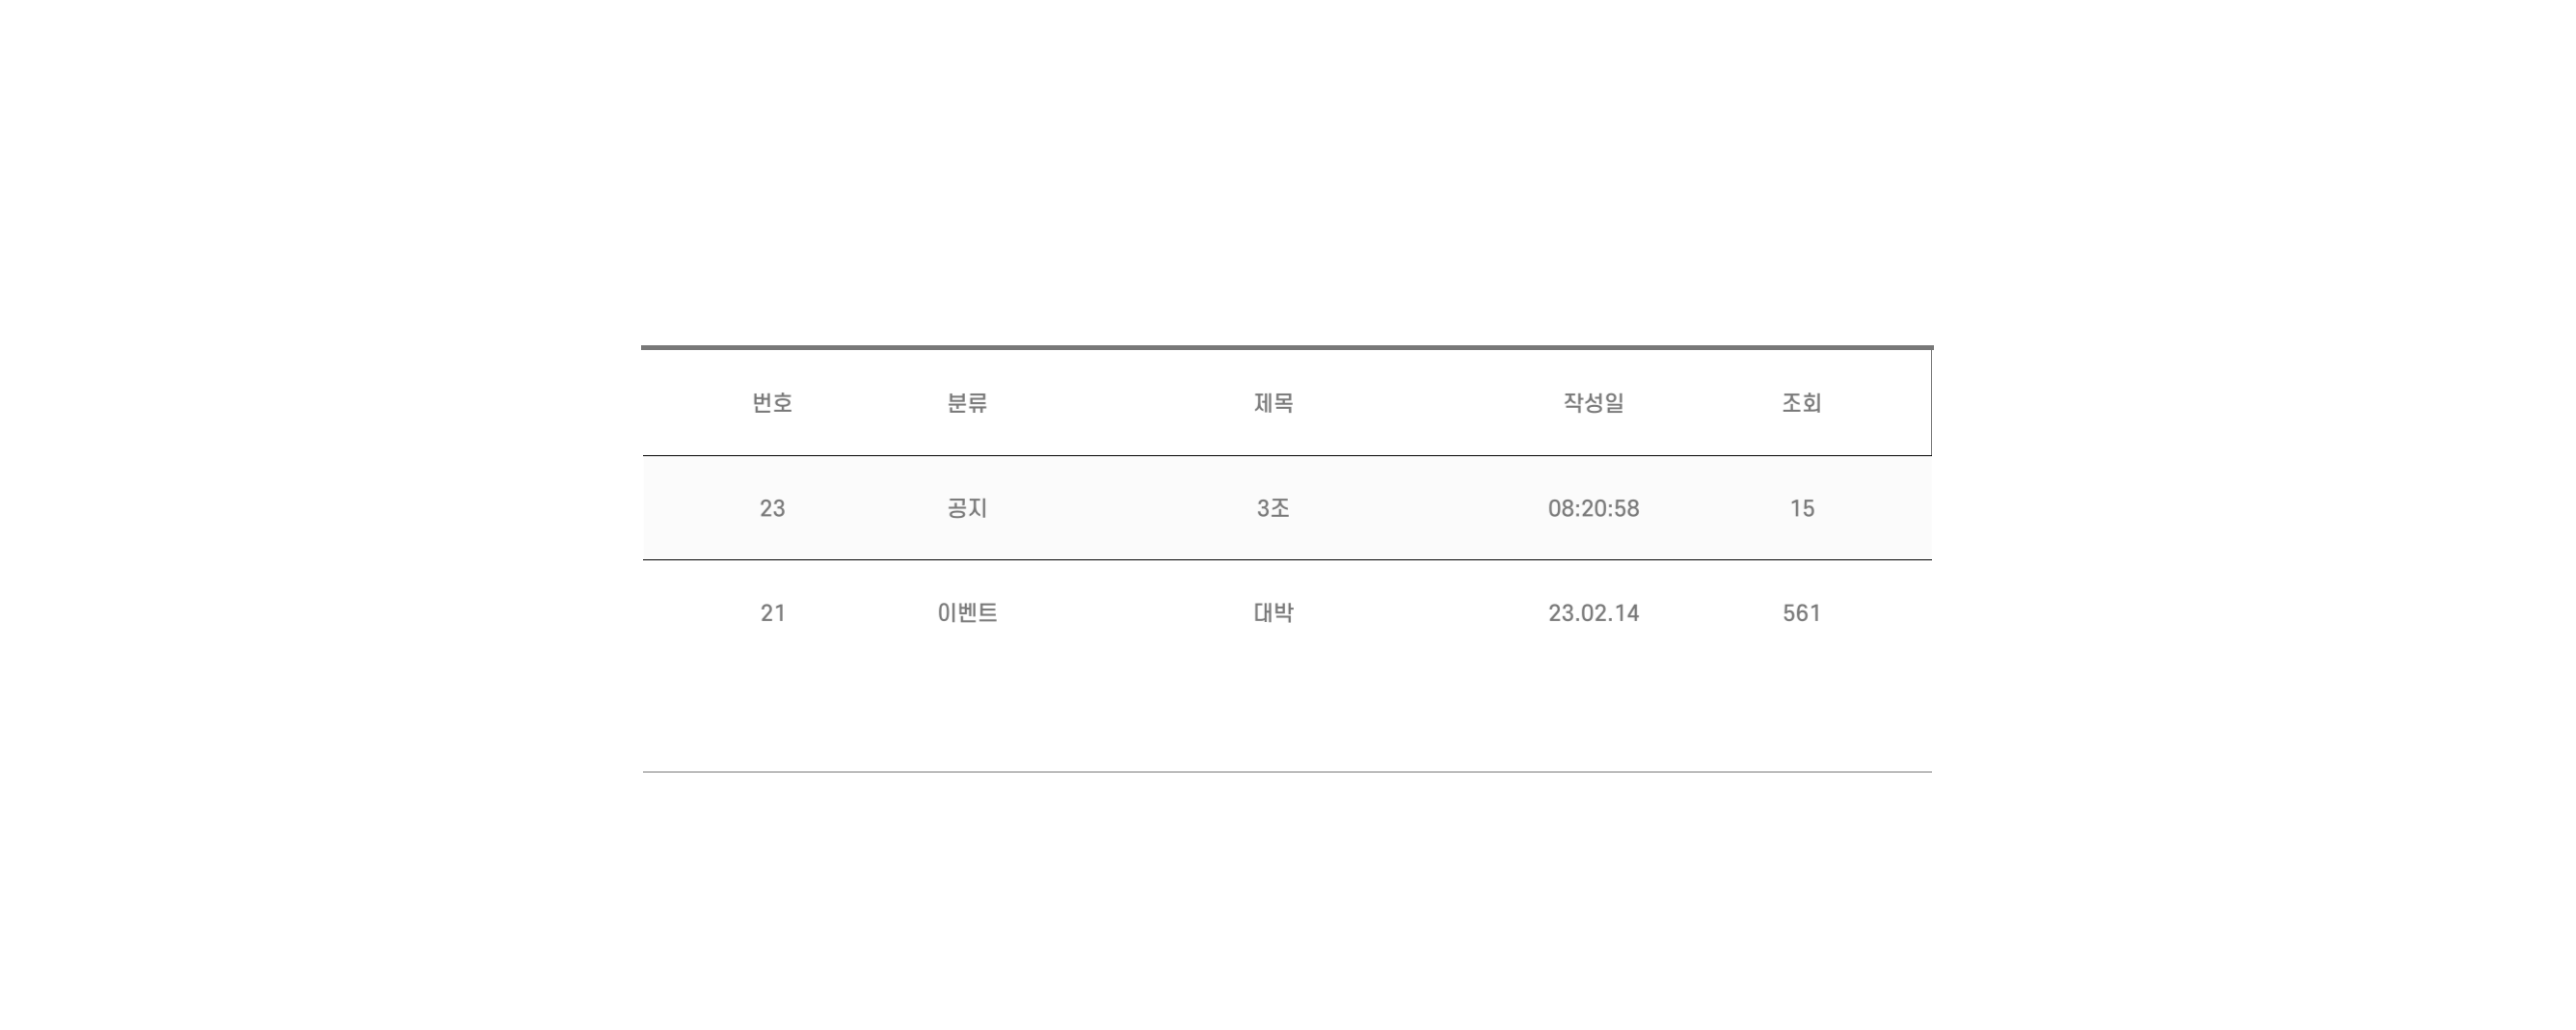 번호 분류 제목 작성일 조회
23 공지 3조 08:20:58 15
21 이벤트 대박 23.02.14 561